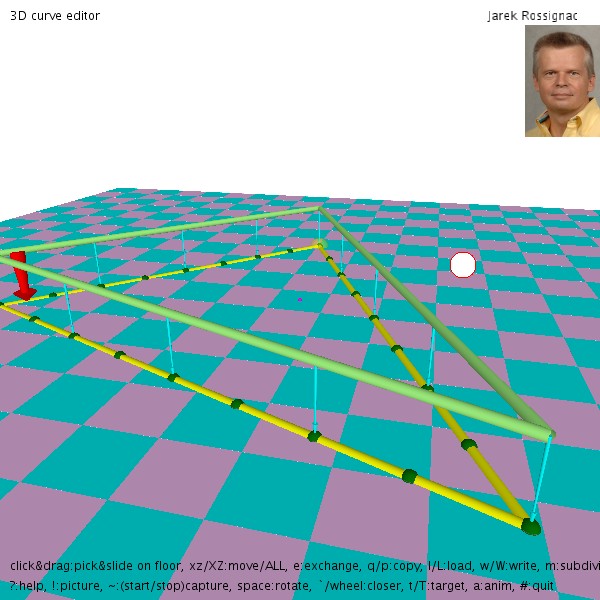 3D curve editor
Jarek Rossignac
click&drag:pick&slide on floor, xz/XZ:move/ALL, e:exchange, q/p:copy, l/L:load, w/W:write, m:subdivi
?:help, !:picture, ~:(start/stop)capture, space:rotate, `/wheel:closer, t/T:target, a:anim, #:quit